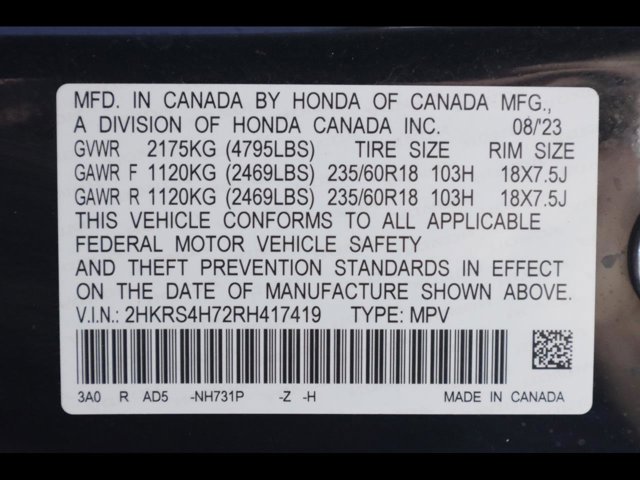 MFD. IN CANADA BY HONDA OF CANADA MFG.,
A DIVISION OF HONDA CANADA INC. 08/'23
GVWR 2175KG (4795LBS) TIRE SIZE RIM SIZE
GAWR F 1120KG (2469LBS) 235/60R18 103H 18X7.5J
GAWR R 1120KG (2469LBS) 235/60R18 103H 18X7.5J
THIS VEHICLE CONFORMS TO ALL APPLICABLE
FEDERAL MOTOR VEHICLE SAFETY
AND THEFT PREVENTION STANDARDS IN EFFECT
ON THE DATE OF MANUFACTURE SHOWN ABOVE.
V.I.N.: 2HKRS4H72RH417419 TYPE: MPV
3A0 R AD5 -NH731P -Z -H MADE IN CANADA